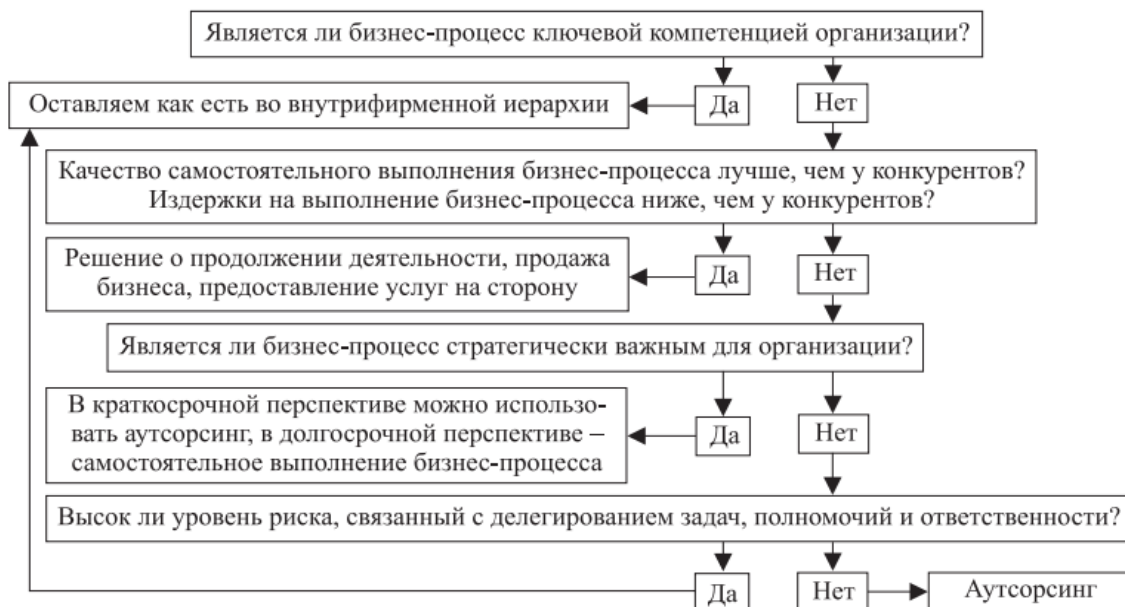 Является ли бизнес-процесс ключевой компетенцией организации?
Да
Нет
Оставляем как есть во внутрифирменной иерархии
Качество самостоятельного выполнения бизнес-процесса лучше, чем у конкурентов?
Издержки на выполнение бизнес-процесса ниже, чем у конкурентов?
Решение о продолжении деятельности, продажа
бизнеса, предоставление услуг на сторону
Да
Нет
Является ли бизнес-процесс стратегически важным для организации?
В краткосрочной перспективе можно использо-
вать аутсорсинг, в долгосрочной перспективе –
самостоятельное выполнение бизнес-процесса
Да
Нет
Высок ли уровень риска, связанный с делегированием задач, полномочий и ответственности?
Да
Нет
Аутсорсинг